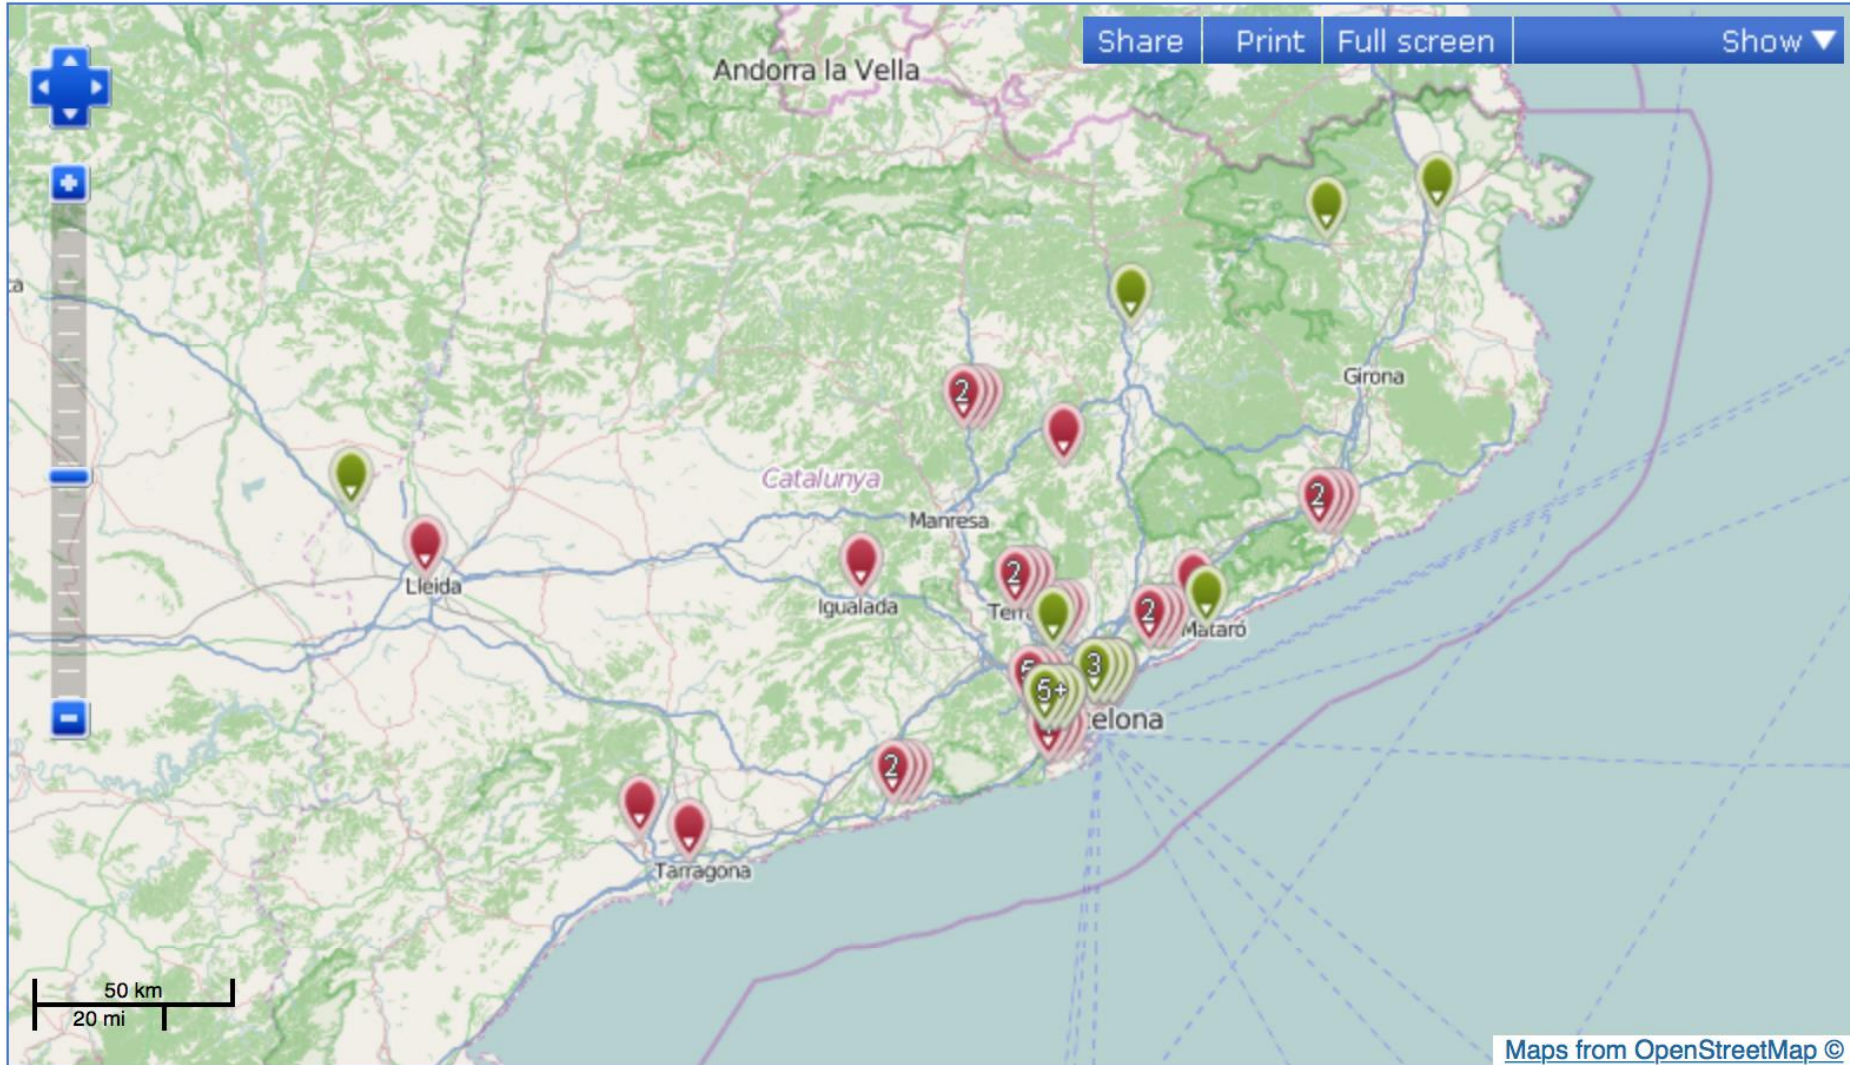 Share Print Full screen Show
Andorra la Vella
Girona
2
2
Catalunya
Manresa
2
Lleida
Igualada
2
Mataró
3
5+
2
Tarragona
50 km
20 mi
Maps from OpenStreetMap ©